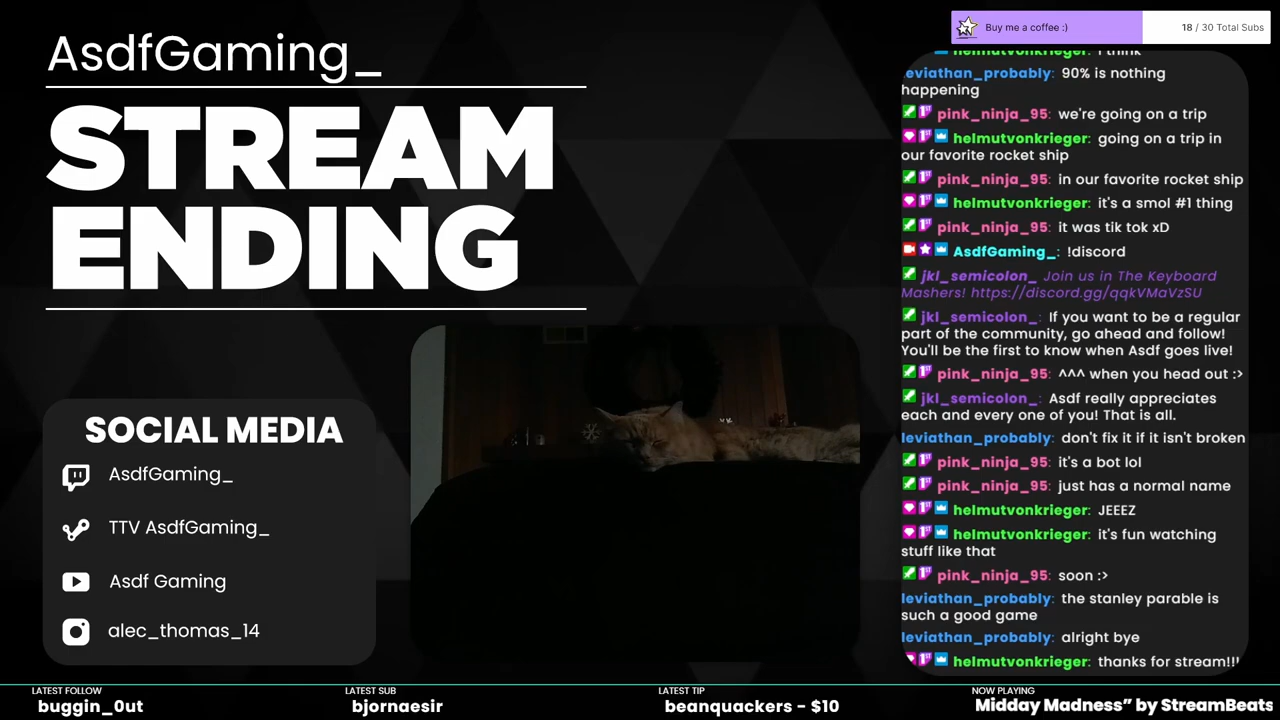 AsdfGaming_
STREAM
ENDING
SOCIAL MEDIA
AsdfGaming_
TTV AsdfGaming_
Asdf Gaming
alec_thomas_14
Buy me a coffee :)
18 / 30 Total Subs
helmutvonkrieger: i think
leviathan_probably: 90% is nothing
happening
pink_ninja_95: we're going on a trip
helmutvonkrieger: going on a trip in
our favorite rocket ship
pink_ninja_95: in our favorite rocket ship
helmutvonkrieger: it's a smol #1 thing
pink_ninja_95: it was tik tok xD
AsdfGaming_: !discord
jkl_semicolon_ Join us in The Keyboard
Mashers! https://discord.gg/qqkVMaVzSU
jkl_semicolon_: If you want to be a regular
part of the community, go ahead and follow!
You'll be the first to know when Asdf goes live!
pink_ninja_95: ^^^ when you head out :>
jkl_semicolon_: Asdf really appreciates
each and every one of you! That is all.
leviathan_probably: don't fix it if it isn't broken
pink_ninja_95: it's a bot lol
pink_ninja_95: just has a normal name
helmutvonkrieger: JEEEZ
helmutvonkrieger: it's fun watching
stuff like that
pink_ninja_95: soon :>
leviathan_probably: the stanley parable is
such a good game
leviathan_probably: alright bye
helmutvonkrieger: thanks for stream!!!
LATEST FOLLOW
buggin_0ut
LATEST SUB
bjornaesir
LATEST TIP
beanquackers - $10
NOW PLAYING
Midday Madness" by StreamBeats